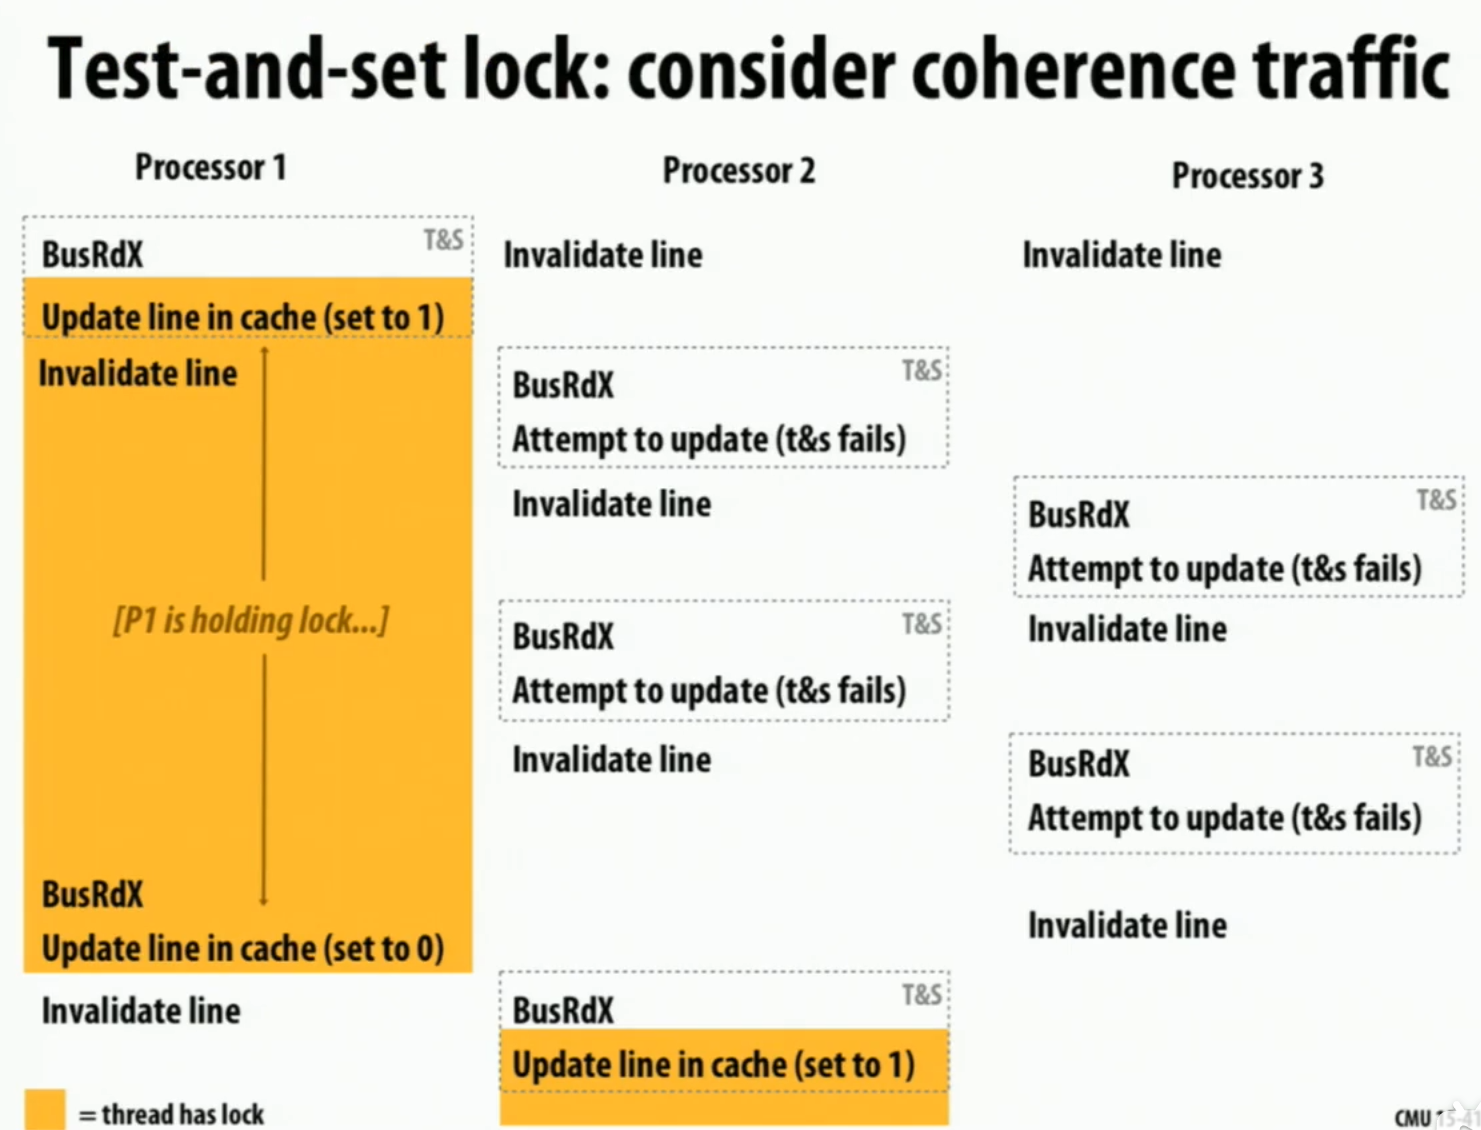 Test-and-set lock: consider coherence traffic
Processor 1
Processor 2
Processor 3
BusRdX
T&S
Update line in cache (set to 1)
Invalidate line
[P1 is holding lock...]
BusRdX
Update line in cache (set to 0)
Invalidate line
= thread has lock
Invalidate line
BusRdX
T&S
Attempt to update (t&s fails)
Invalidate line
BusRdX
T&S
Attempt to update (t&s fails)
Invalidate line
BusRdX
T&S
Update line in cache (set to 1)
Invalidate line
BusRdX
T&S
Attempt to update (t&s fails)
Invalidate line
BusRdX
T&S
Attempt to update (t&s fails)
Invalidate line
CMU 15-41